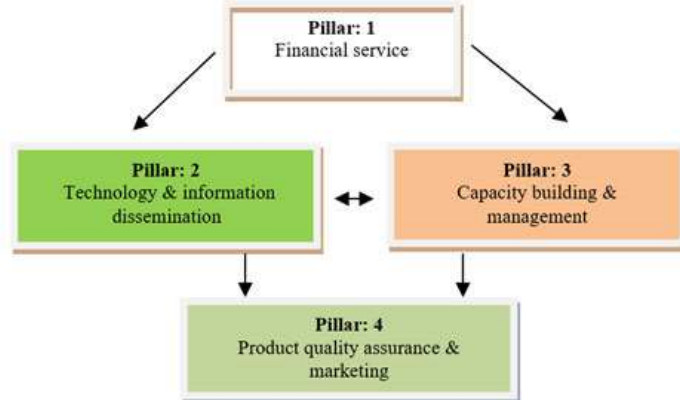 Pillar: 1
Financial service
Pillar: 2
Technology & information
dissemination
Pillar: 3
Capacity building &
management
Pillar: 4
Product quality assurance &
marketing